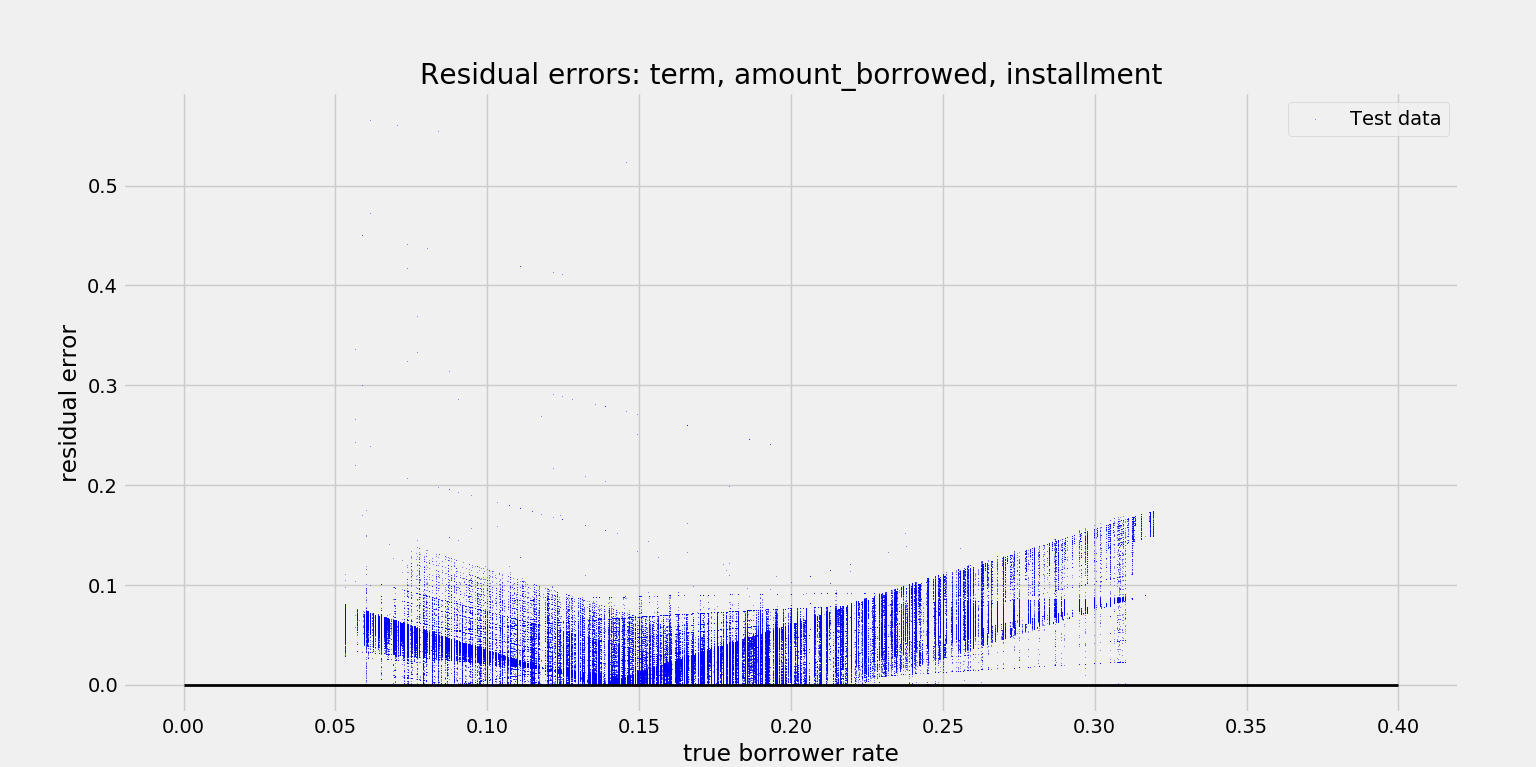 Residual errors: term, amount_borrowed, installment
Test data
residual error
0.5
0.4
0.3
0.2
0.1
0.0
0.00 0.05 0.10 0.15 0.20 0.25 0.30 0.35 0.40
true borrower rate